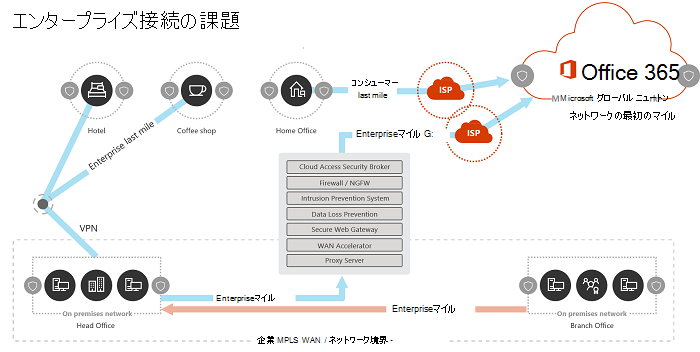 エンタープライズ接続の課題
Hotel
Coffee shop
Home Office
コンシューマー
last mile
ISP
Office 365
MMicrosoft グローバル ニュートン
ネットワークの最初のマイル
Enterprise last mile
Enterpriseマイル G:
ISP
VPN
Cloud Access Security Broker
Firewall / NGFW
Intrusion Prevention System
Data Loss Prevention
Secure Web Gateway
WAN Accelerator
Proxy Server
Enterpriseマイル
Enterpriseマイル
On premises network
Head Office
On premises network
Branch Office
企業 MPLS WAN / ネットワーク境界 -